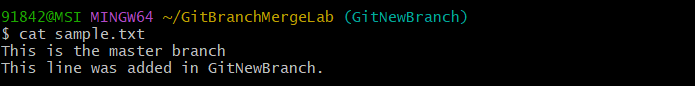 91842@MSI MINGW64 ~/GitBranchMergeLab (GitNewBranch)
$ cat sample.txt
This is the master branch
This line was added in GitNewBranch.